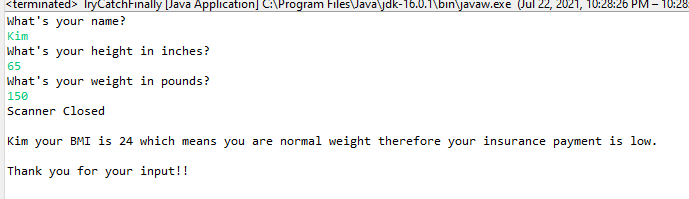 <terminated> TryCatchFinally [Java Application] C:\Program Files\Java\jdk-16.0.1\bin\javaw.exe (Jul 22, 2021, 10:28:26 PM – 10:28
What's your name?
Kim
What's your height in inches?
65
What's your weight in pounds?
150
Scanner Closed
Kim your BMI is 24 which means you are normal weight therefore your insurance payment is low.
Thank you for your input!!